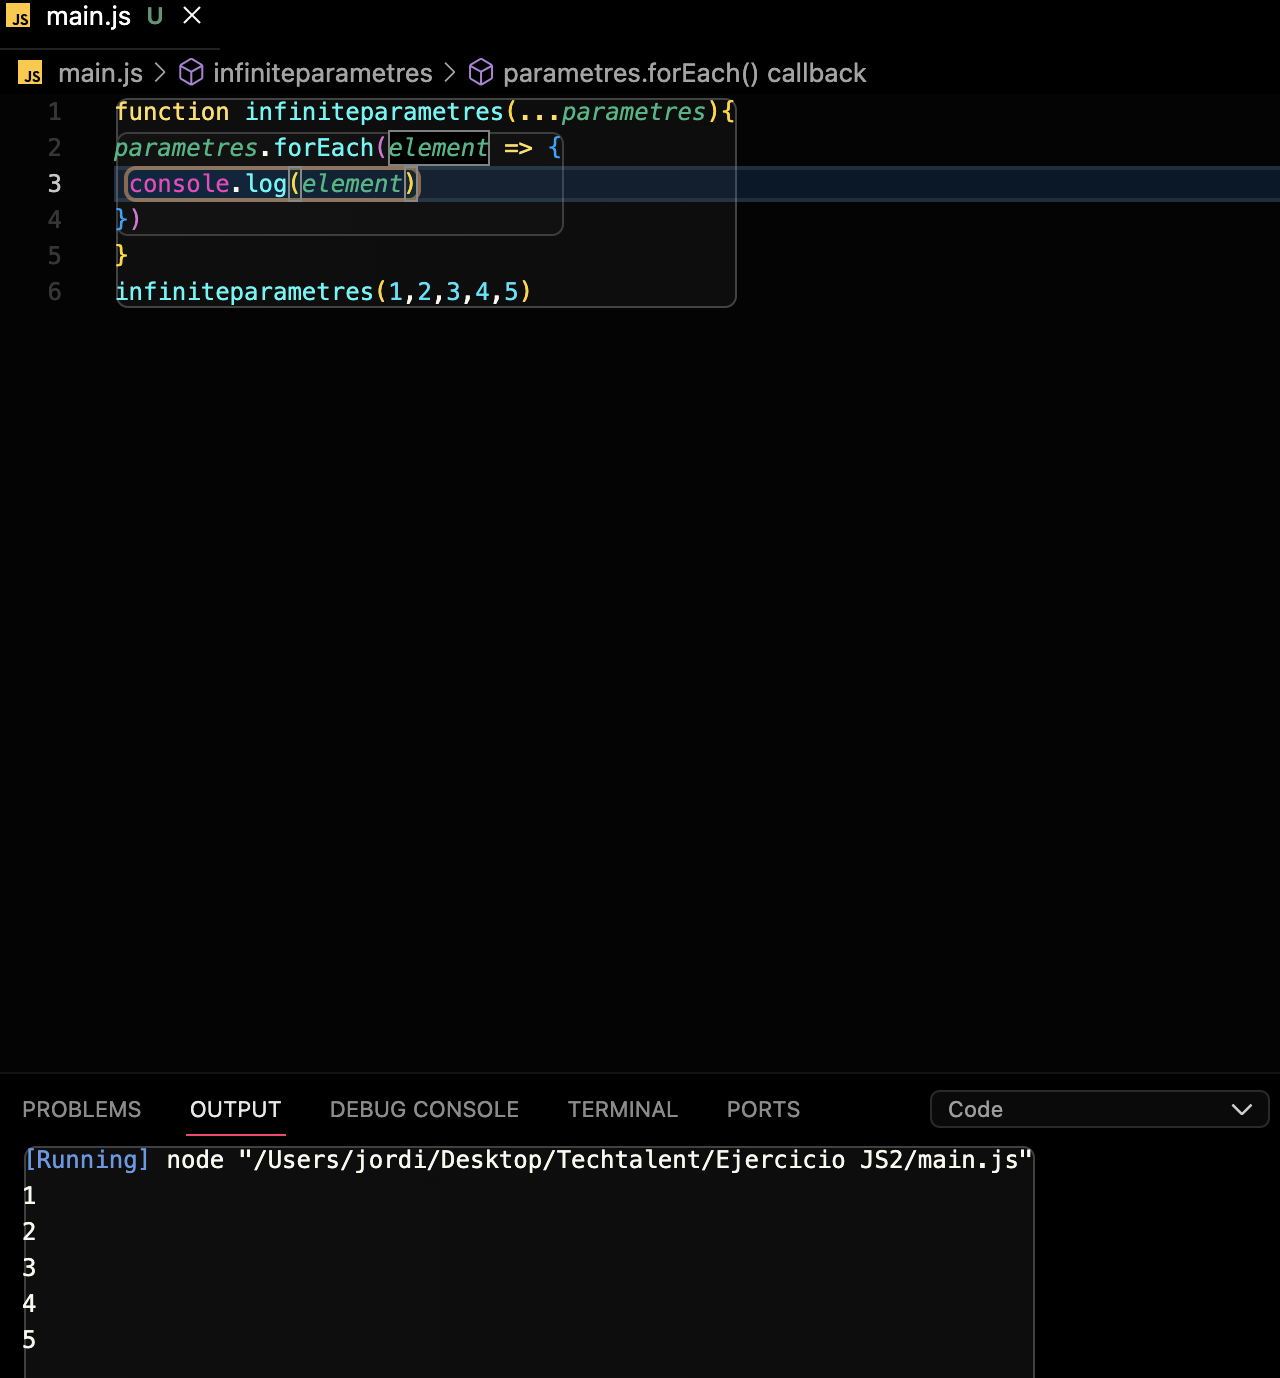 JS main.js U
JS main.js > infiniteparametres > parametres.forEach() callback
1 function infiniteparametres(...parametres){
2 parametres.forEach(element => {
3 console.log(element)
4 })
5 }
6 infiniteparametres(1,2,3,4,5)
PROBLEMS OUTPUT DEBUG CONSOLE TERMINAL PORTS Code
[Running] node "/Users/jordi/Desktop/Techtalent/Ejercicio JS2/main.js"
1
2
3
4
5